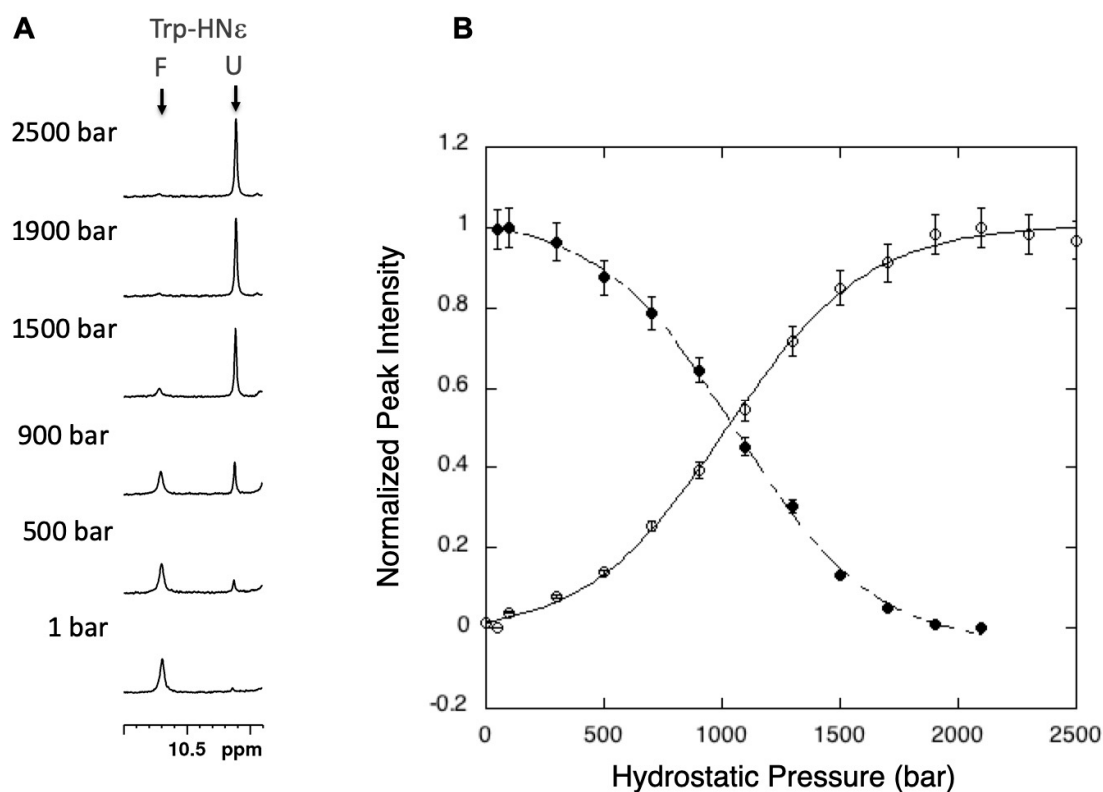 A
Trp-HNε
F U
2500 bar
1900 bar
1500 bar
900 bar
500 bar
1 bar
10.5 ppm
B
Normalized Peak Intensity
1.2
1
0.8
0.6
0.4
0.2
0
-0.2
0 500 1000 1500 2000 2500
Hydrostatic Pressure (bar)